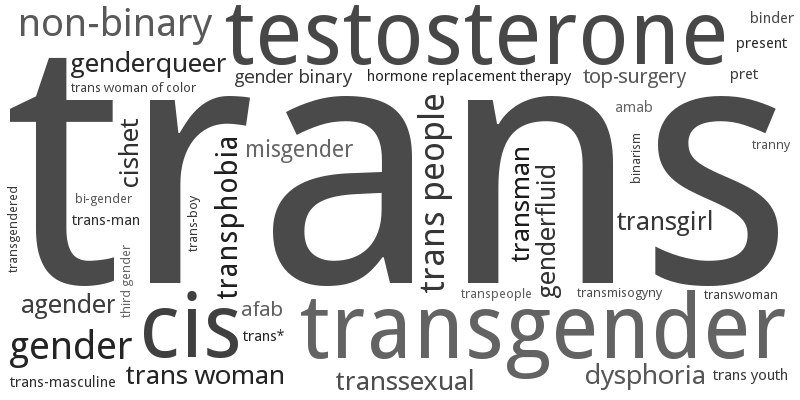 non-binary
testosterone
binder
present
genderqueer
gender binary
hormone replacement therapy
top-surgery
pret
trans woman of color
trans
amab
cishet
misgender
trans people
binarism
tranny
transphobia
transman
genderfluid
transgendered
bi-gender
trans-boy
trans-man
transgirl
third gender
agender
transpeople
transmisogyny
transwoman
cis
afab
transgender
gender
trans*
trans-masculine
trans woman
transsexual
dysphoria
trans youth